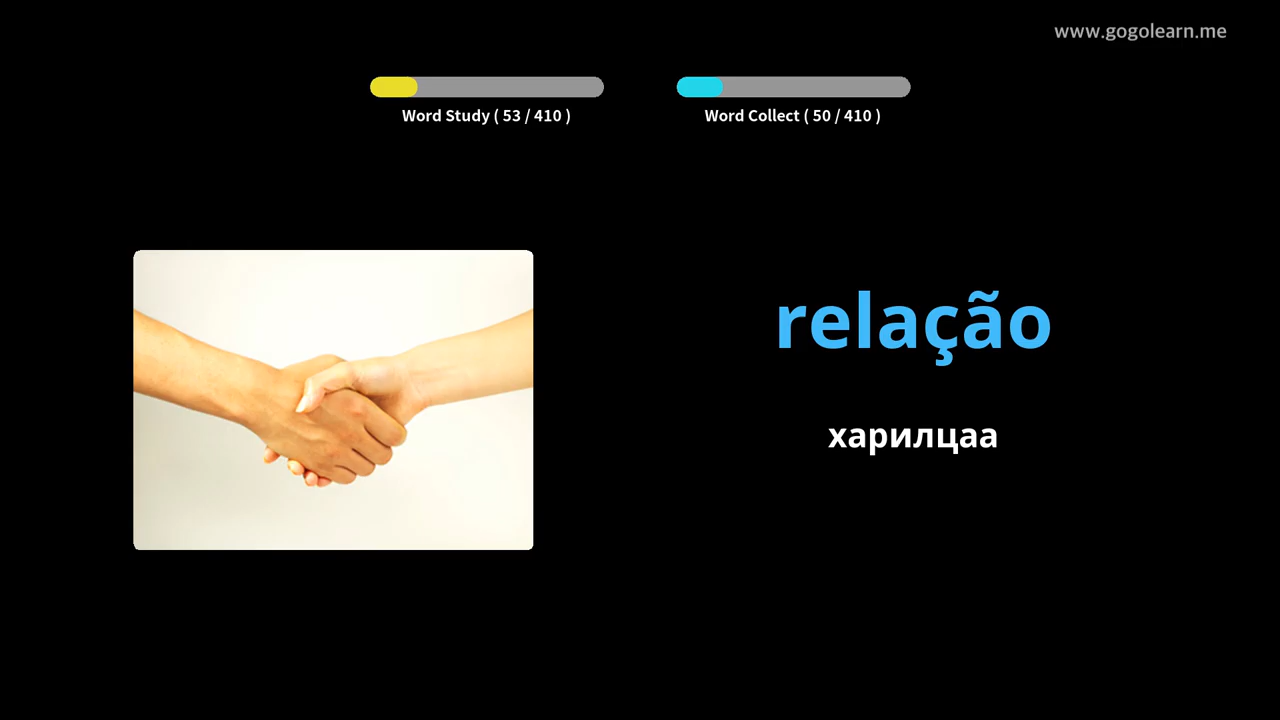 www.gogolearn.me
Word Study ( 53 / 410 )
Word Collect ( 50 / 410 )
relação
харилцаа